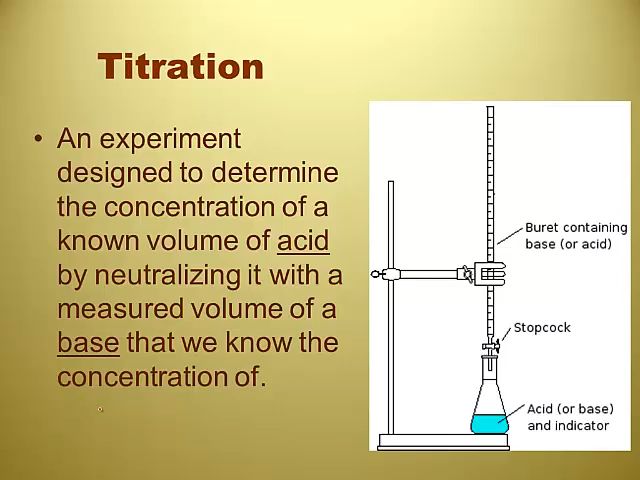 Titration
• An experiment
designed to determine
the concentration of a
known volume of acid
by neutralizing it with a
measured volume of a
base that we know the
concentration of.
Buret containing
base (or acid)
Stopcock
Acid (or base)
and indicator